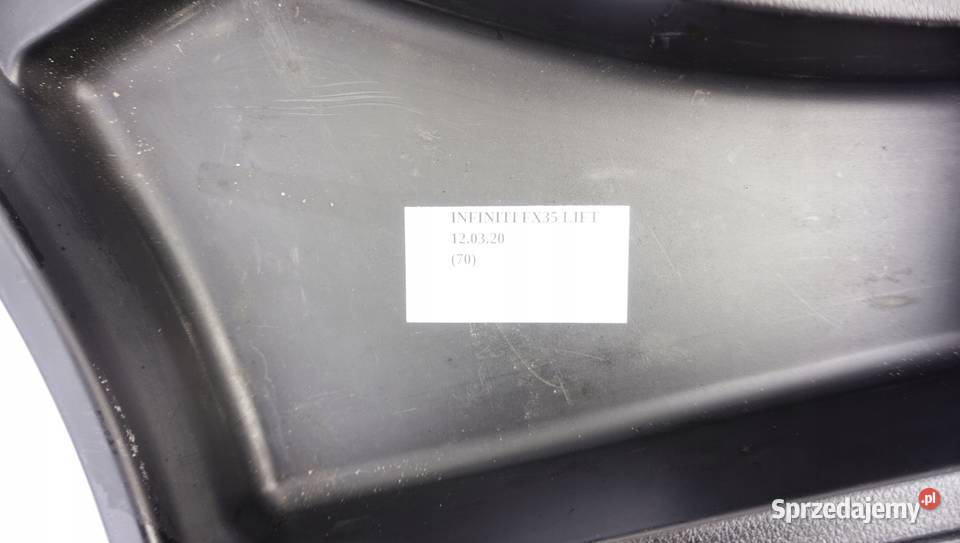 INFINITI FX35 LIFT
12.03.20
(70)
Sprzedajemy .pl